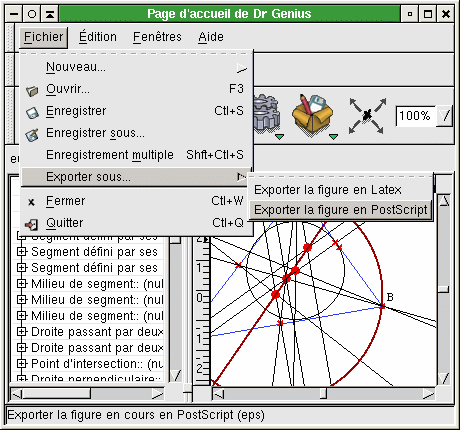 Page d'accueil de Dr Genius
Fichier Édition Fenêtres Aide
Nouveau...
Ouvrir... F3
Enregistrer Ctl+S
Enregistrer sous...
Enregistrement multiple Shft+Ctl+S
Exporter sous...
Fermer Ctl+W
Quitter Ctl+Q
Exporter la figure en Latex
Exporter la figure en PostScript
100%
Segment défini par ses
Segment défini par ses
Segment défini par ses
Milieu de segment:: (nul
Milieu de segment:: (nul
Milieu de segment:: (nul
Droite passant par deux
Droite passant par deux
Point d'intersection:: (nu
Droite perpendiculaire::
B
Exporter la figure en cours en PostScript (eps)